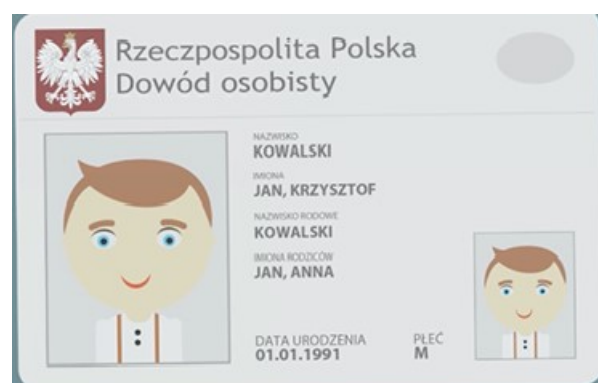 Rzeczpospolita Polska
Dowód osobisty
NAZWISKO
KOWALSKI
IMIONA
JAN, KRZYSZTOF
NAZWISKO RODOWE
KOWALSKI
IMIONA RODZICÓW
JAN, ANNA
DATA URODZENIA PŁEĆ
01.01.1991 M